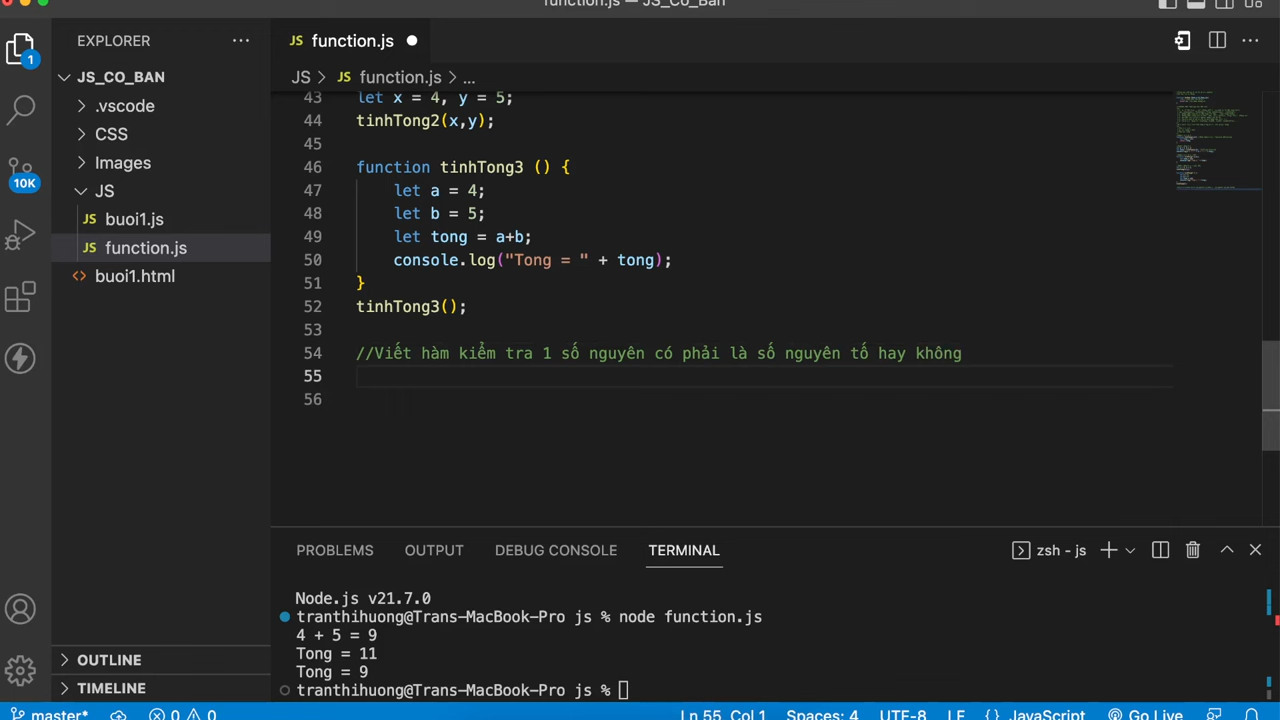 function.js — JS_Co_Ban
EXPLORER
function.js
1
JS_CO_BAN
JS
function.js
...
.vscode
CSS
Images
10K
JS
buoi1.js
function.js
buoi1.html
43 let x = 4, y = 5;
44 tinhTong2(x,y);
45
46 function tinhTong3 () {
47 let a = 4;
48 let b = 5;
49 let tong = a+b;
50 console.log("Tong = " + tong);
51 }
52 tinhTong3();
53
54 //Viết hàm kiểm tra 1 số nguyên có phải là số nguyên tố hay không
55
56
PROBLEMS OUTPUT DEBUG CONSOLE TERMINAL
zsh - js
Node.js v21.7.0
tranthihuong@Trans-MacBook-Pro js % node function.js
4 + 5 = 9
Tong = 11
Tong = 9
tranthihuong@Trans-MacBook-Pro js %
OUTLINE
TIMELINE
master* 0 0 Ln 55, Col 1 Spaces: 4 UTF-8 LF {} JavaScript Go Live